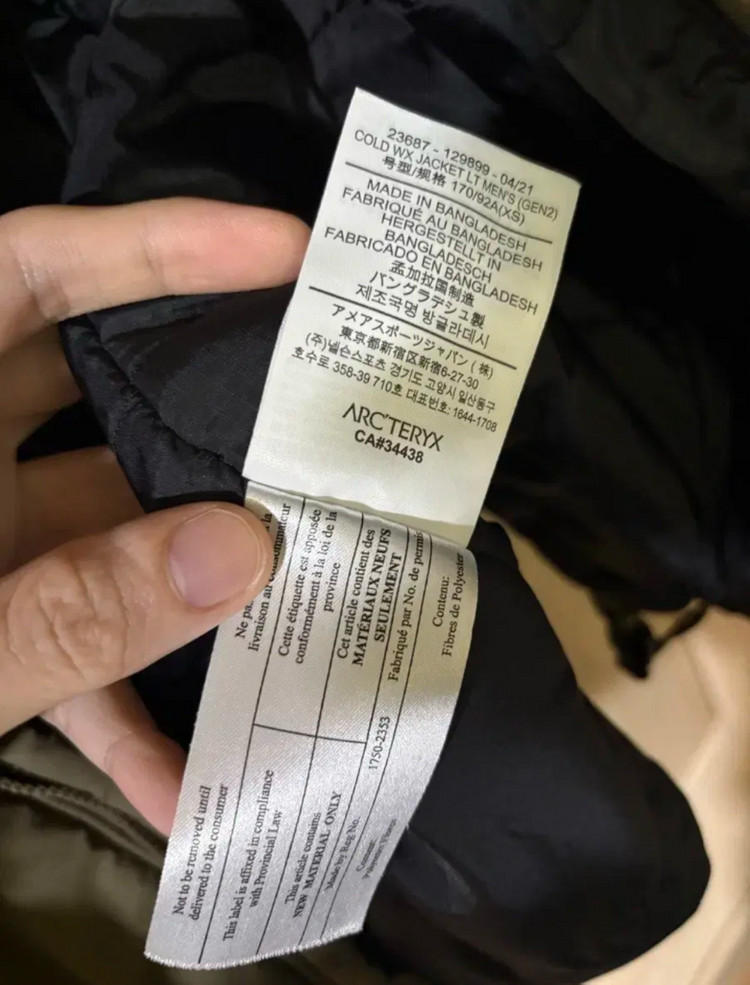 23687 - 129899 - 04/21
COLD WX JACKET LT MEN'S (GEN2)
号型/规格 170/92A(XS)
MADE IN BANGLADESH
FABRIQUÉ AU BANGLADESH
HERGESTELLT IN
BANGLADESCH
FABRICADO EN BANGLADESH
孟加拉国制造
バングラデシュ製
제조국명 방글라데시
アメアスポーツジャパン (株)
東京都新宿区新宿6-27-30
(주)넬슨스포츠 경기도 고양시 일산동구
호수로 358-39 710호 대표번호: 1644-1708
ARC'TERYX
CA#34438
Ne pa
livraison au consommateur
Cette étiquette est apposée
conformément à la loi de la
province
Cet article contient des
MATÉRIAUX NEUFS
SEULEMENT
Fabriqué par No. de permis
Contenu:
Fibres de Polyester
1750-2353
Not to be removed until
delivered to the consumer
This label is affixed in compliance
with Provincial Law
This article contains
NEW MATERIAL ONLY
Made by Reg No.
Content:
Polyester Fibres